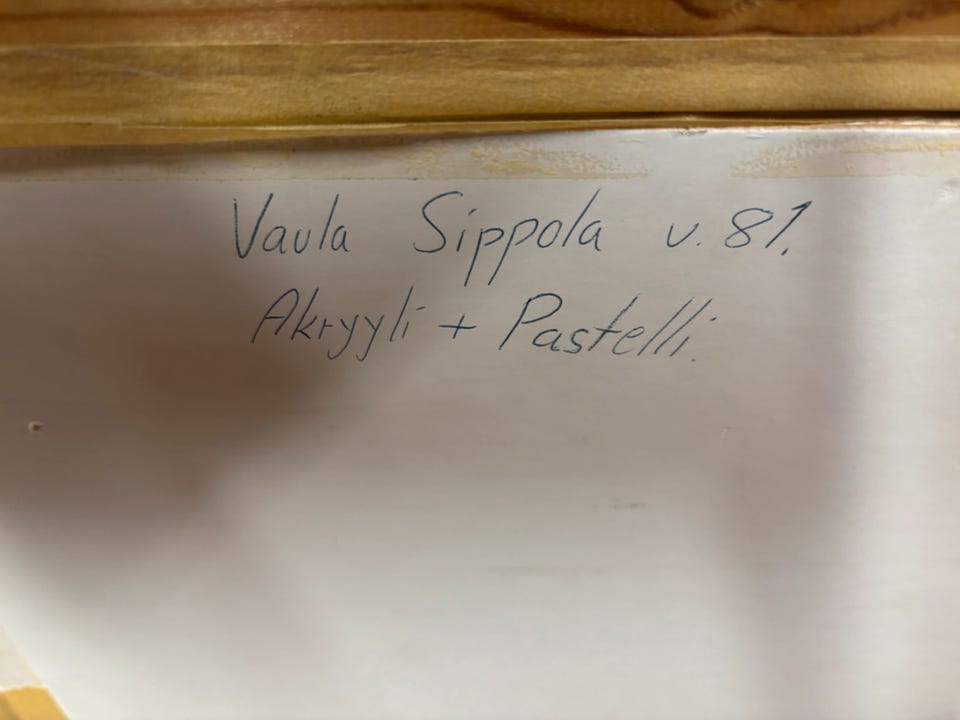 Vaula Sippola v. 81.
Akryyli + Pastelli.